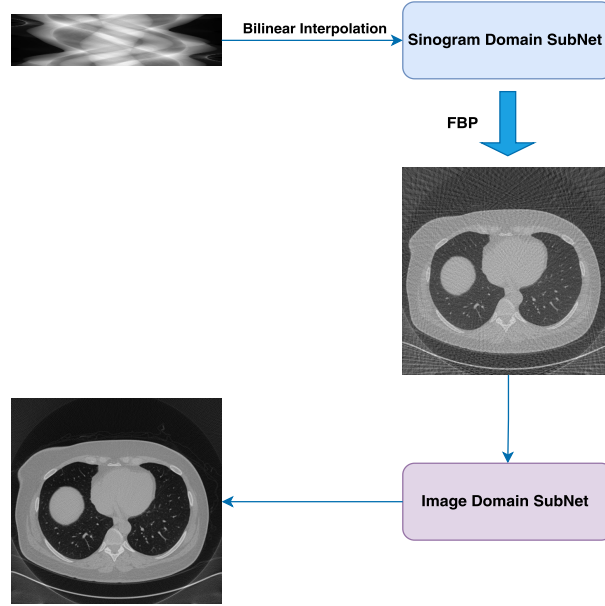 Bilinear Interpolation
Sinogram Domain SubNet
FBP
Image Domain SubNet